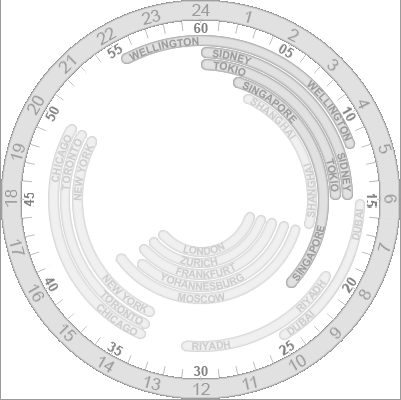 24
1
2
3
4
5
6
7
8
9
10
11
12
13
14
15
16
17
18
19
20
21
22
23
60
05
10
15
20
25
30
35
40
45
50
55
WELLINGTON
WELLINGTON
SIDNEY
SIDNEY
TOKIO
TOKIO
SINGAPORE
SINGAPORE
SHANGHAI
SHANGHAI
DUBAI
DUBAI
RIYADH
RIYADH
MOSCOW
YOHANNESBURG
FRANKFURT
ZURICH
LONDON
NEW YORK
NEW YORK
TORONTO
TORONTO
CHICAGO
CHICAGO